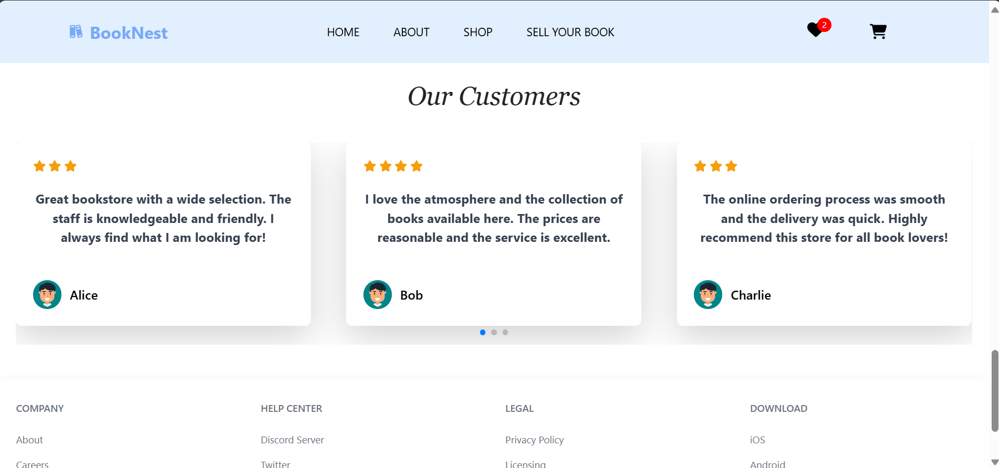 BookNest
HOME ABOUT SHOP SELL YOUR BOOK
2
Our Customers
Great bookstore with a wide selection. The
staff is knowledgeable and friendly. I
always find what I am looking for!
Alice
I love the atmosphere and the collection of
books available here. The prices are
reasonable and the service is excellent.
Bob
The online ordering process was smooth
and the delivery was quick. Highly
recommend this store for all book lovers!
Charlie
COMPANY
About
Careers
HELP CENTER
Discord Server
Twitter
LEGAL
Privacy Policy
Licensing
DOWNLOAD
iOS
Android